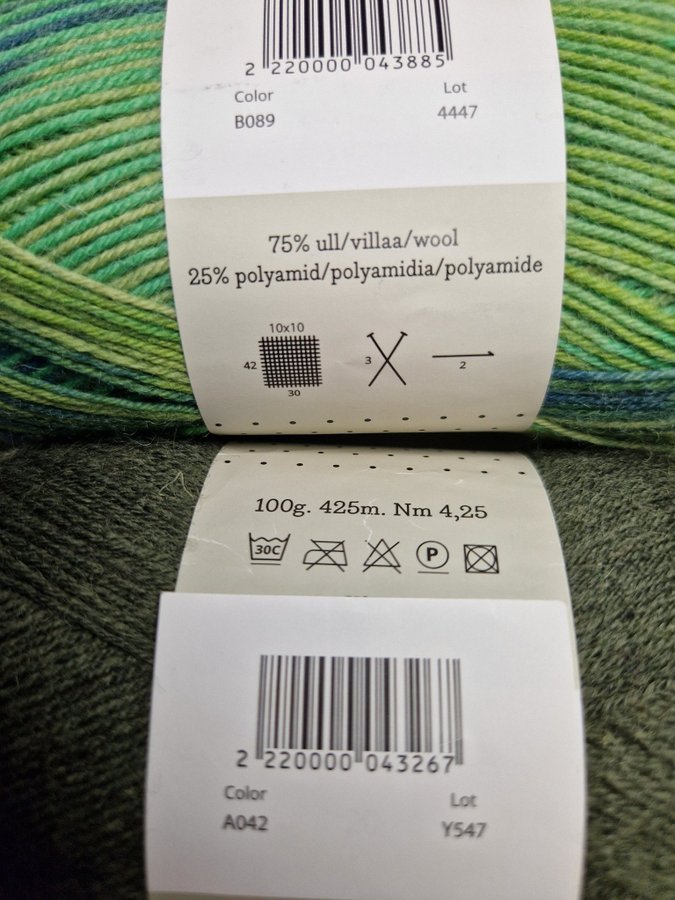 2 220000 043885
Color Lot
B089 4447
75% ull/villaa/wool
25% polyamid/polyamidia/polyamide
10x10
42 3 2
30
100g. 425m. Nm 4,25
30C P
2 220000 043267
Color Lot
A042 Y547